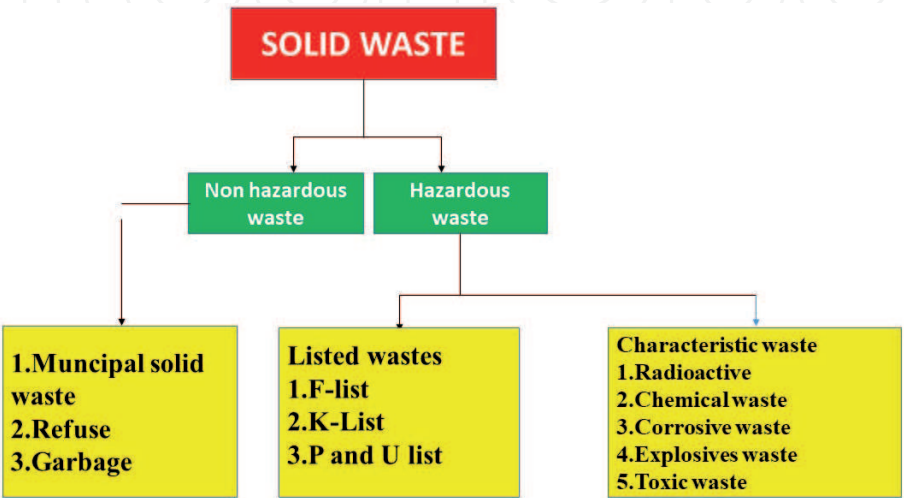 SOLID WASTE
Non hazardous
waste
Hazardous
waste
1.Muncipal solid
waste
2.Refuse
3.Garbage
Listed wastes
1.F-list
2.K-List
3.P and U list
Characteristic waste
1.Radioactive
2.Chemical waste
3.Corrosive waste
4.Explosives waste
5.Toxic waste